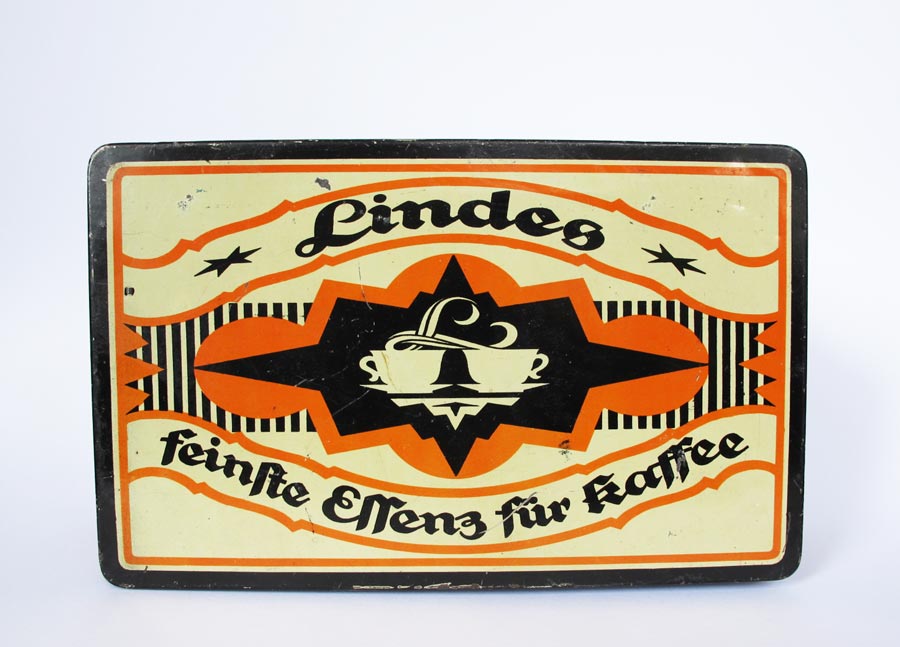 Lindes
L
feinſte Eſſenz für Kaffee